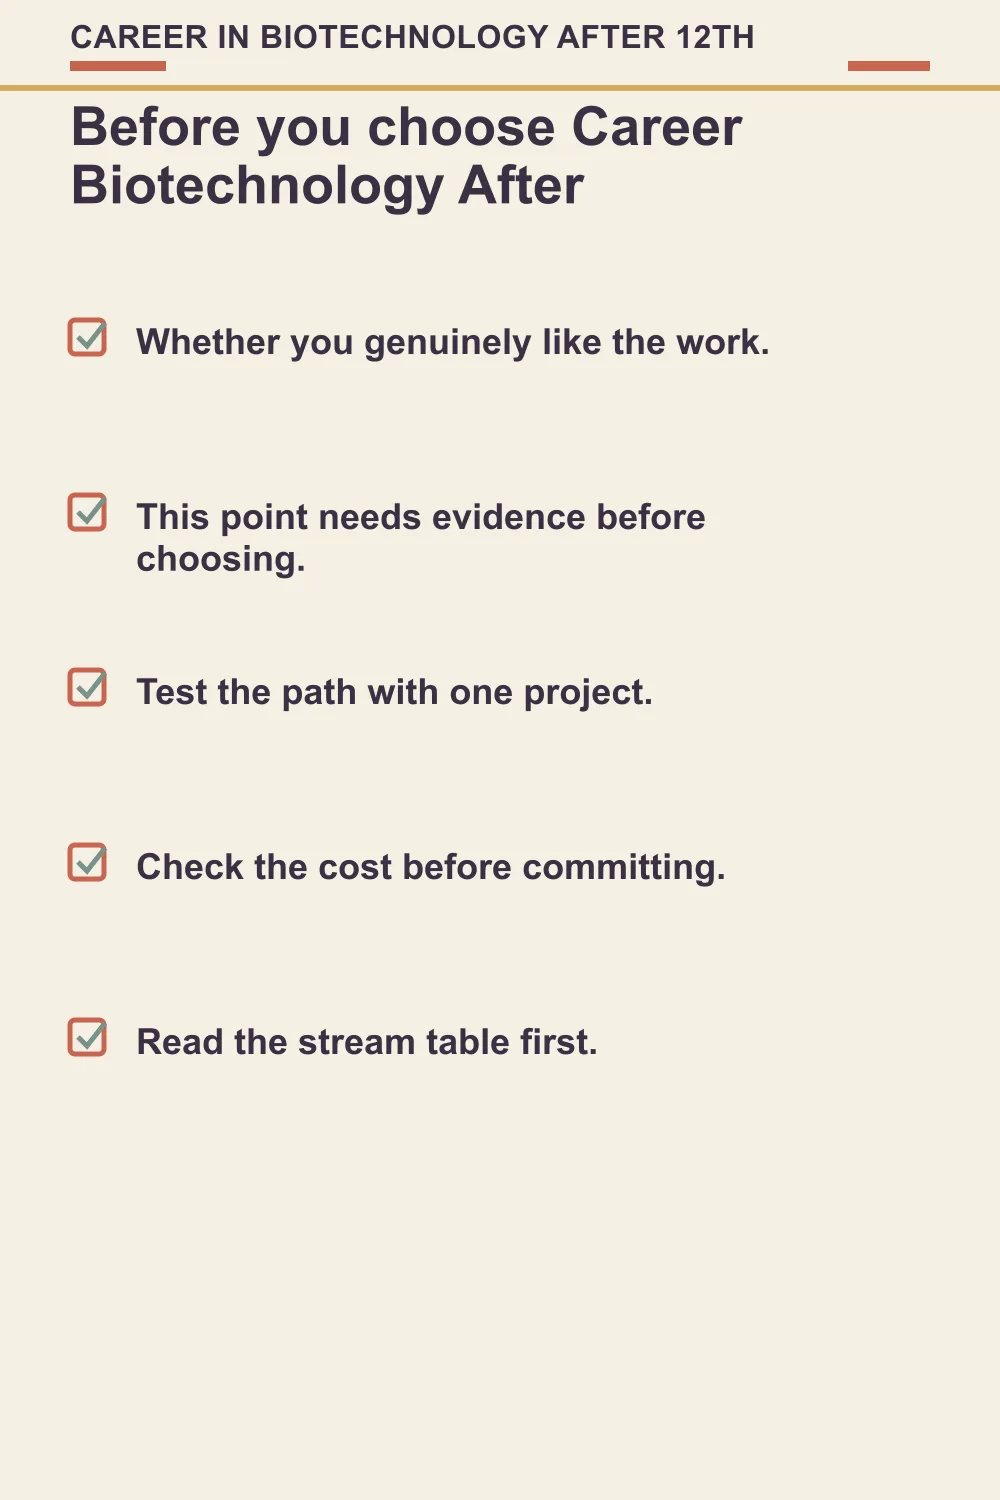 CAREER IN BIOTECHNOLOGY AFTER 12TH
Before you choose Career
Biotechnology After
Whether you genuinely like the work.
This point needs evidence before
choosing.
Test the path with one project.
Check the cost before committing.
Read the stream table first.